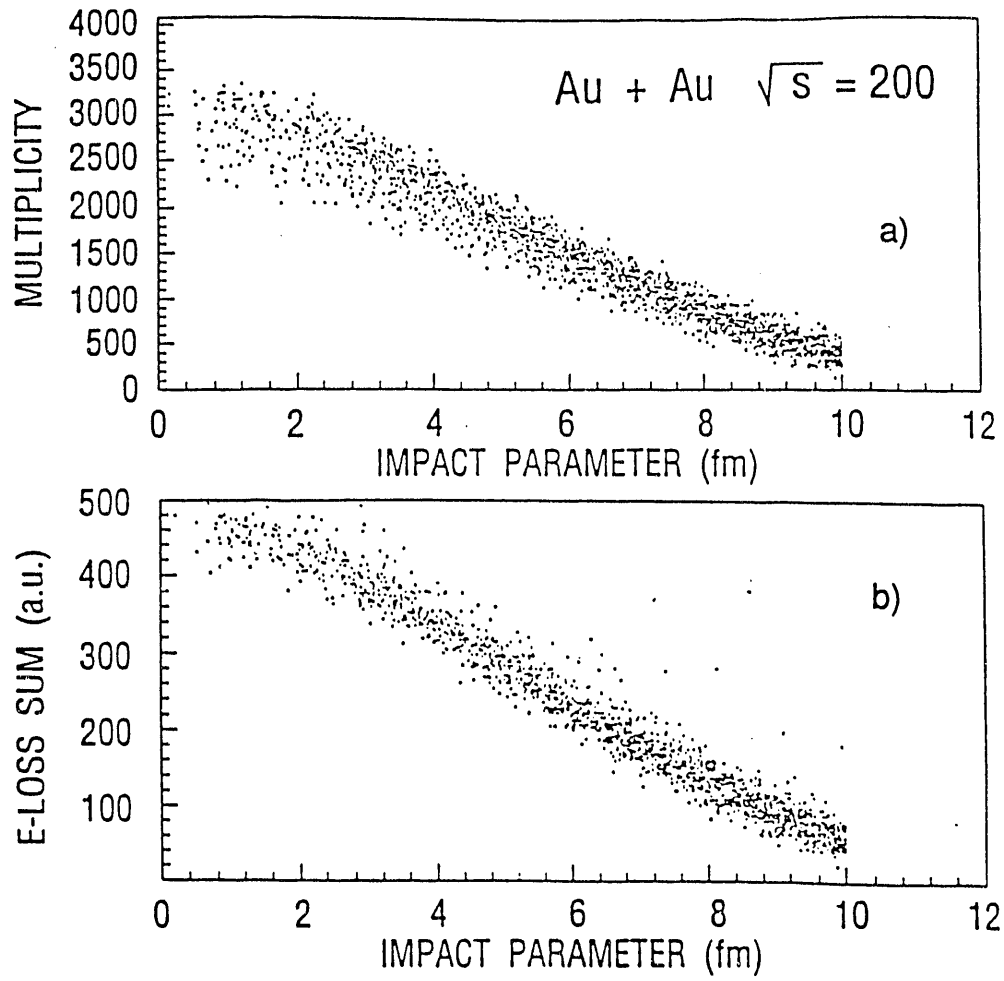 4000
3500
3000
2500
2000
1500
1000
500
0
MULTIPLICITY
Au + Au √s = 200
a)
0 2 4 6 8 10 12
IMPACT PARAMETER (fm)
500
400
300
200
100
E-LOSS SUM (a.u.)
b)
0 2 4 6 8 10 12
IMPACT PARAMETER (fm)